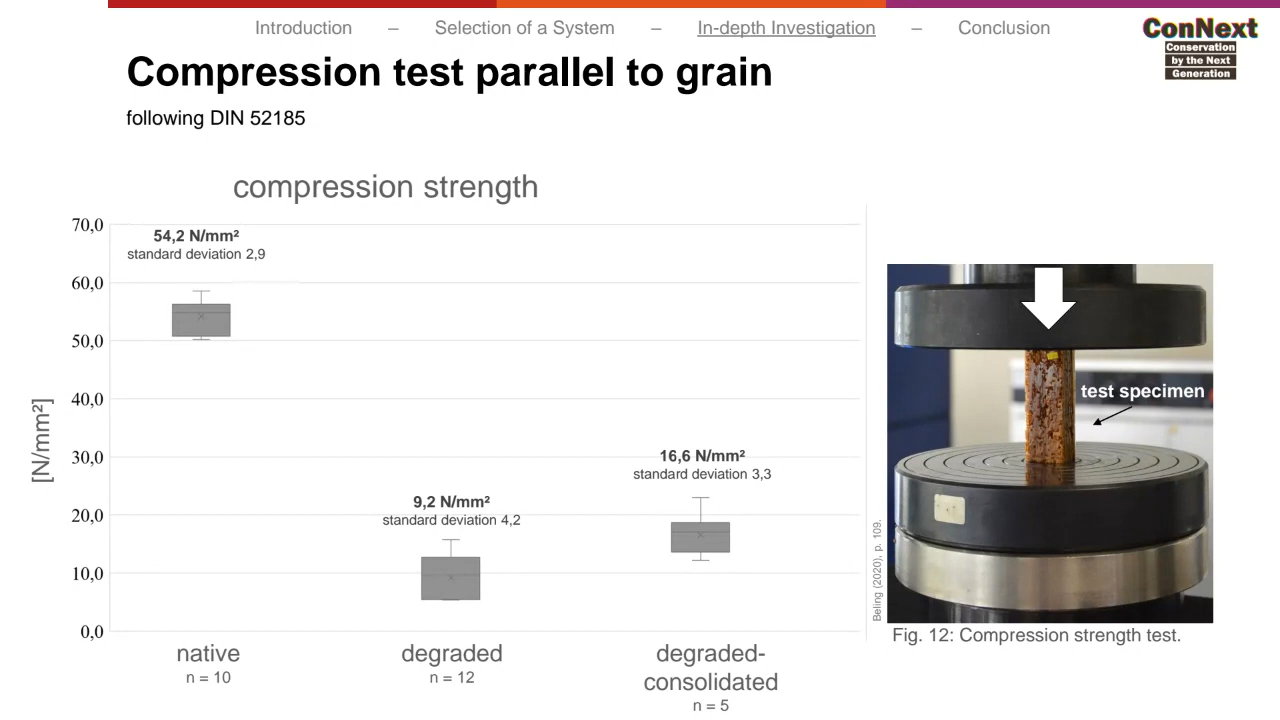 Introduction – Selection of a System – In-depth Investigation – Conclusion
ConNext
Conservation
by the Next
Generation
Compression test parallel to grain
following DIN 52185
compression strength
[N/mm²]
70,0
60,0
50,0
40,0
30,0
20,0
10,0
0,0
54,2 N/mm²
standard deviation 2,9
9,2 N/mm²
standard deviation 4,2
16,6 N/mm²
standard deviation 3,3
native
n = 10
degraded
n = 12
degraded-
consolidated
n = 5
test specimen
Beling (2020), p. 109.
Fig. 12: Compression strength test.